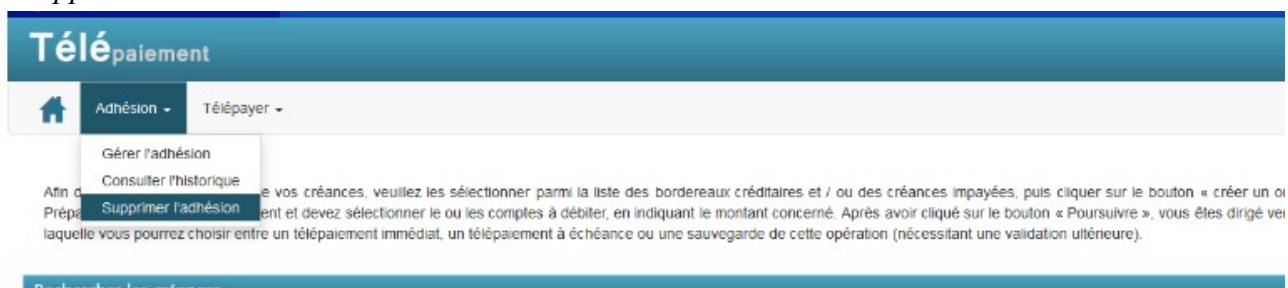 Télépaiement
Adhésion Télépayer
Gérer l'adhésion
Consulter l'historique
Supprimer l'adhésion
Afin d e vos créances, veuillez les sélectionner parmi la liste des bordereaux créditaires et / ou des créances impayées, puis cliquer sur le bouton « créer un
Prépa ent et devez sélectionner le ou les comptes à débiter, en indiquant le montant concerné. Après avoir cliqué sur le bouton « Poursuivre », vous êtes dirigé
laquelle vous pourrez choisir entre un télépaiement immédiat, un télépaiement à échéance ou une sauvegarde de cette opération (nécessitant une validation ultérieure).